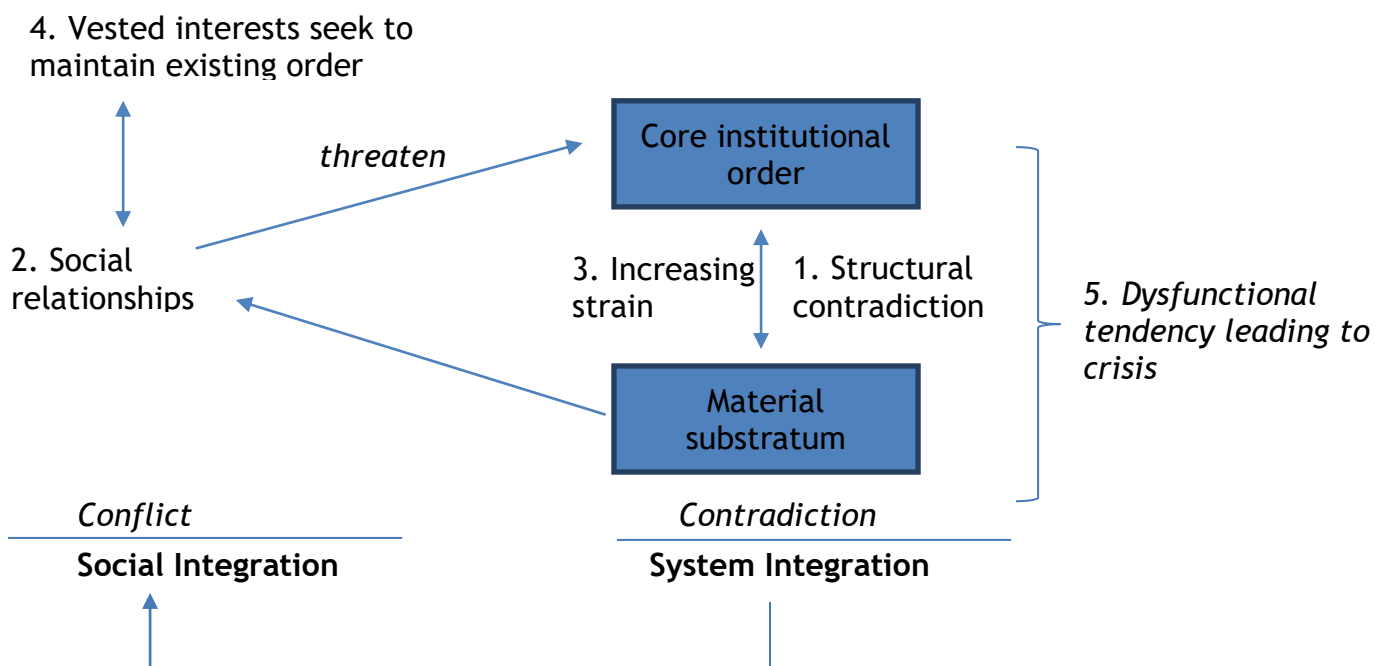 4. Vested interests seek to
maintain existing order
threaten
Core institutional
order
2. Social
relationships
3. Increasing
strain
1. Structural
contradiction
5. Dysfunctional
tendency leading to
crisis
Material
substratum
Conflict
Contradiction
Social Integration
System Integration